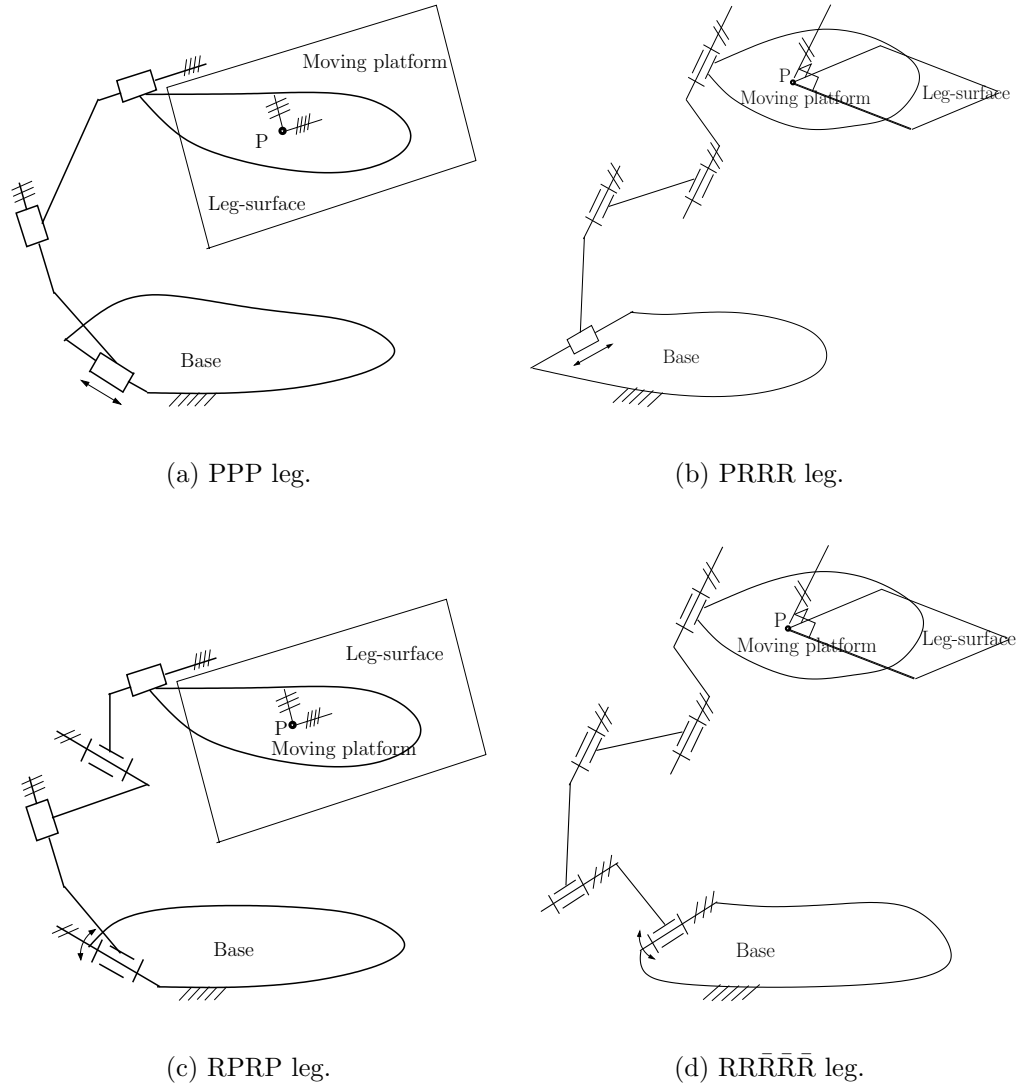 Moving platform
P
Leg-surface
Base
(a) PPP leg.
P
Moving platform
Leg-surface
Base
(b) PRRR leg.
Leg-surface
P
Moving platform
Base
(c) RPRP leg.
P
Moving platform
Leg-surface
Base
(d) RRR̄R̄R̄ leg.